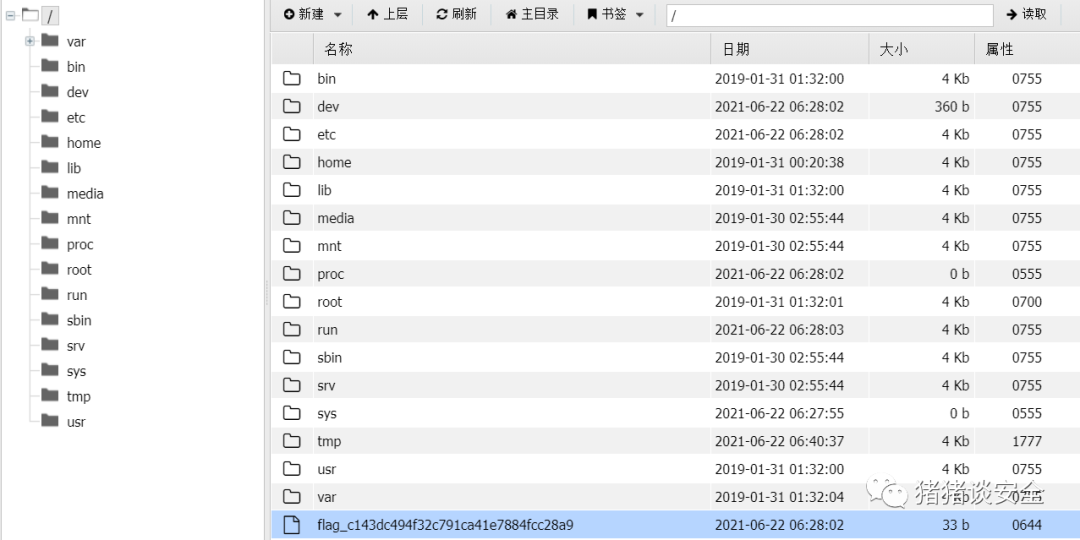 /
var
bin
dev
etc
home
lib
media
mnt
proc
root
run
sbin
srv
sys
tmp
usr
新建 上层 刷新 主目录 书签 / 读取
名称 日期 大小 属性
bin 2019-01-31 01:32:00 4 Kb 0755
dev 2021-06-22 06:28:02 360 b 0755
etc 2021-06-22 06:28:02 4 Kb 0755
home 2019-01-31 00:20:38 4 Kb 0755
lib 2019-01-31 01:32:00 4 Kb 0755
media 2019-01-30 02:55:44 4 Kb 0755
mnt 2019-01-30 02:55:44 4 Kb 0755
proc 2021-06-22 06:28:02 0 b 0555
root 2019-01-31 01:32:01 4 Kb 0700
run 2021-06-22 06:28:03 4 Kb 0755
sbin 2019-01-30 02:55:44 4 Kb 0755
srv 2019-01-30 02:55:44 4 Kb 0755
sys 2021-06-22 06:27:55 0 b 0555
tmp 2021-06-22 06:40:37 4 Kb 1777
usr 2019-01-31 01:32:00 4 Kb 0755
var 2019-01-31 01:32:04 4 Kb 0755
猪猪谈安全
flag_c143dc494f32c791ca41e7884fcc28a9 2021-06-22 06:28:02 33 b 0644